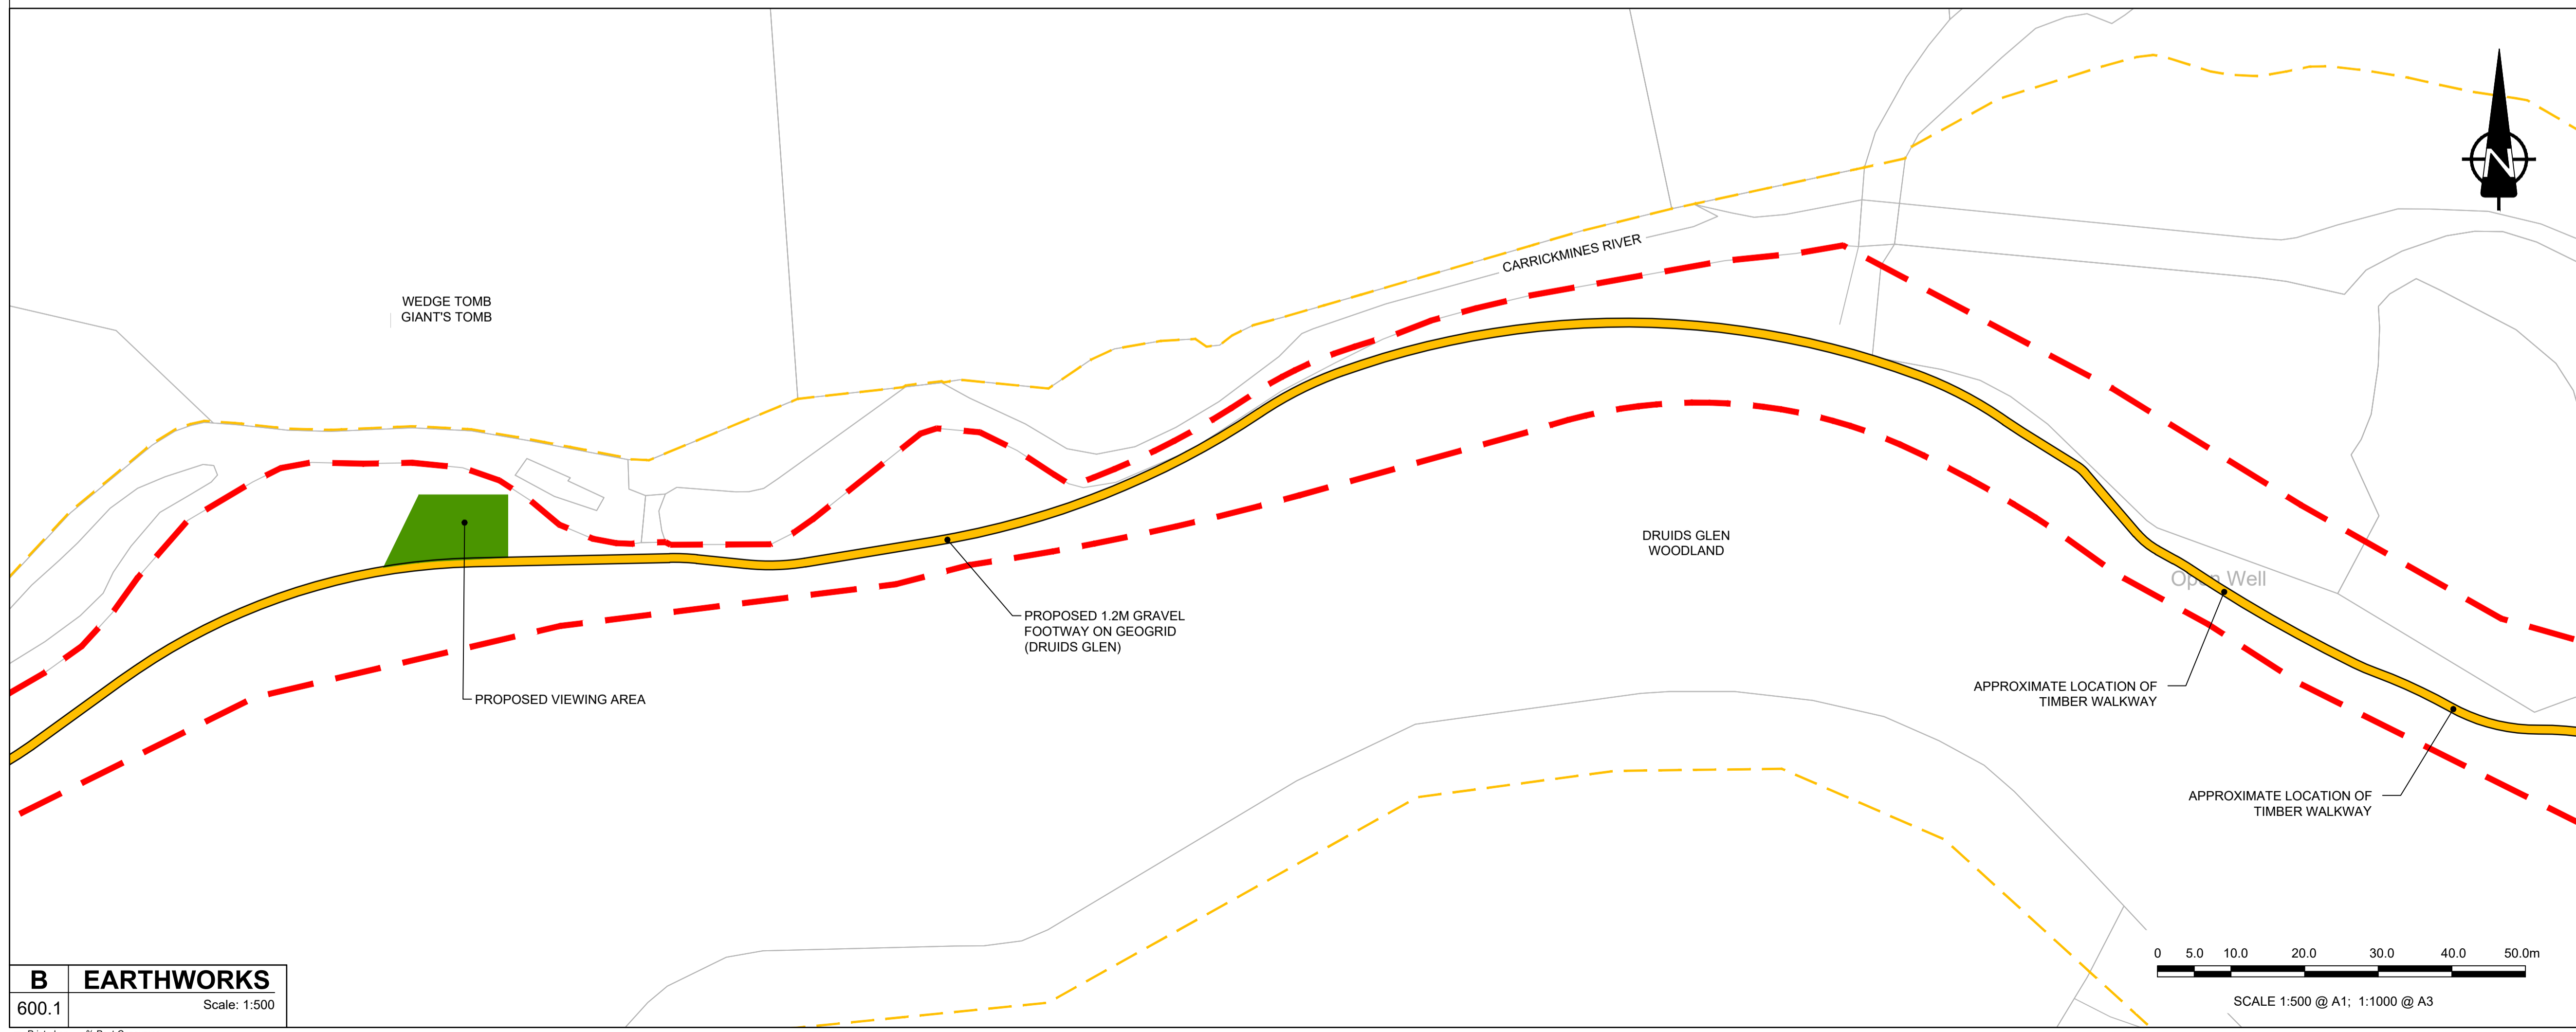 N
CARRICKMINES RIVER
WEDGE TOMB
GIANT'S TOMB
DRUIDS GLEN
WOODLAND
Open Well
PROPOSED 1.2M GRAVEL
FOOTWAY ON GEOGRID
(DRUIDS GLEN)
PROPOSED VIEWING AREA
APPROXIMATE LOCATION OF
TIMBER WALKWAY
APPROXIMATE LOCATION OF
TIMBER WALKWAY
0 5.0 10.0 20.0 30.0 40.0 50.0m
SCALE 1:500 @ A1; 1:1000 @ A3
B EARTHWORKS
600.1 Scale: 1:500